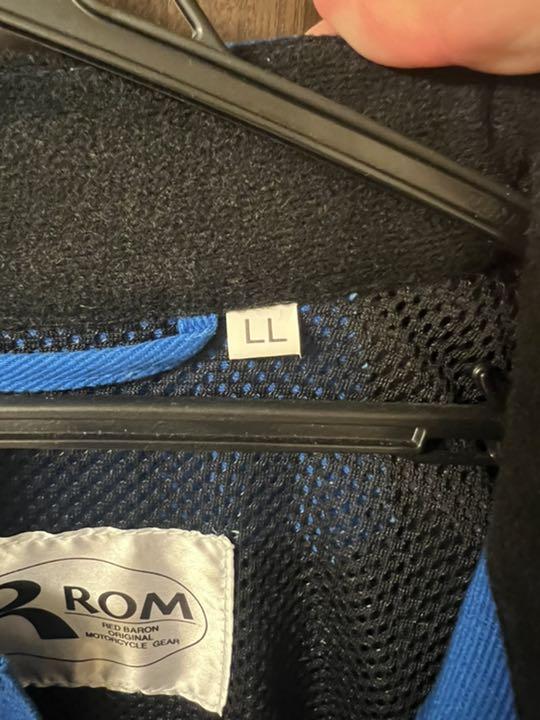 LL
R ROM
RED BARON
ORIGINAL
MOTORCYCLE GEAR